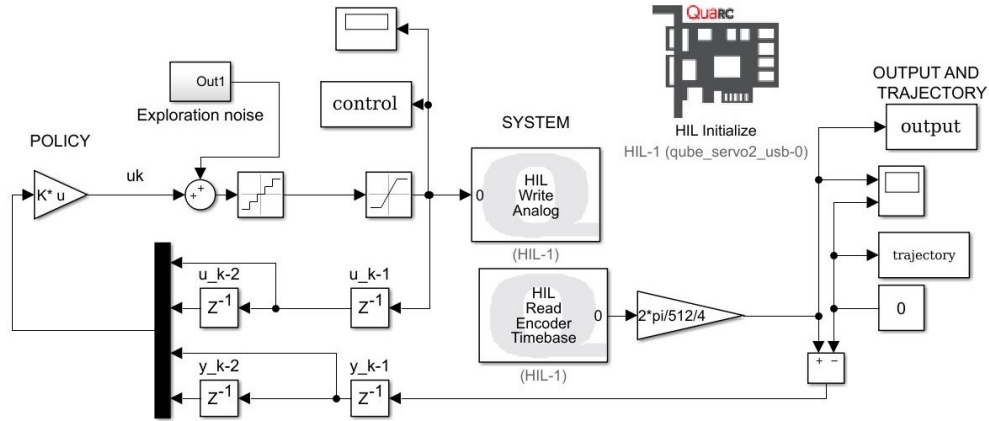 QUARC
Out1
Exploration noise
control
HIL Initialize
HIL-1 (qube_servo2_usb-0)
OUTPUT AND
TRAJECTORY
output
POLICY
SYSTEM
K* u
uk
+
+
0
HIL
Write
Analog
(HIL-1)
trajectory
u_k-2
u_k-1
Z-1
Z-1
HIL
Read
Encoder
Timebase
0
(HIL-1)
2*pi/512/4
0
+ −
y_k-2
y_k-1
Z-1
Z-1